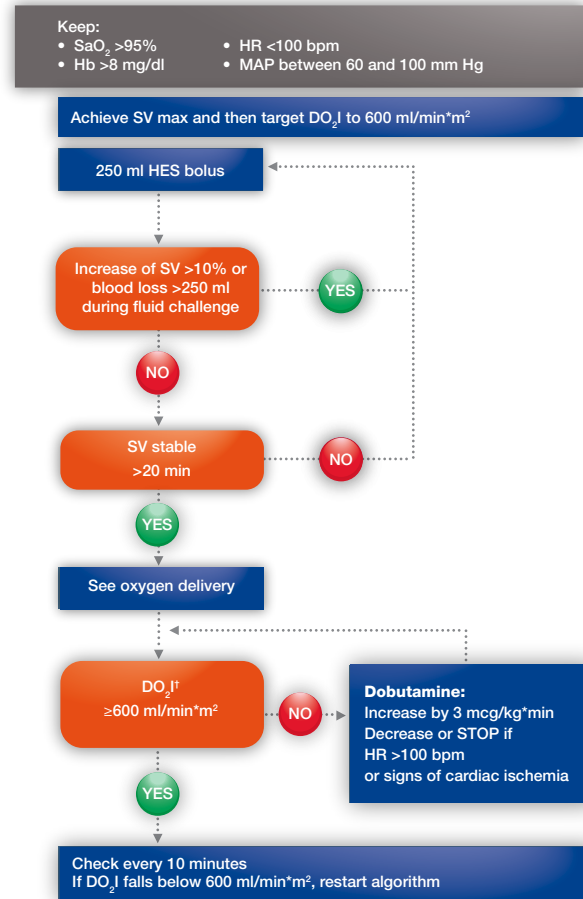 Keep:
• SaO₂ >95%
• Hb >8 mg/dl
• HR <100 bpm
• MAP between 60 and 100 mm Hg
Achieve SV max and then target DO₂I to 600 ml/min*m²
250 ml HES bolus
Increase of SV >10% or
blood loss >250 ml
during fluid challenge
YES
NO
SV stable
>20 min
NO
YES
See oxygen delivery
DO₂I†
≥600 ml/min*m²
NO
Dobutamine:
Increase by 3 mcg/kg*min
Decrease or STOP if
HR >100 bpm
or signs of cardiac ischemia
YES
Check every 10 minutes
If DO₂I falls below 600 ml/min*m², restart algorithm